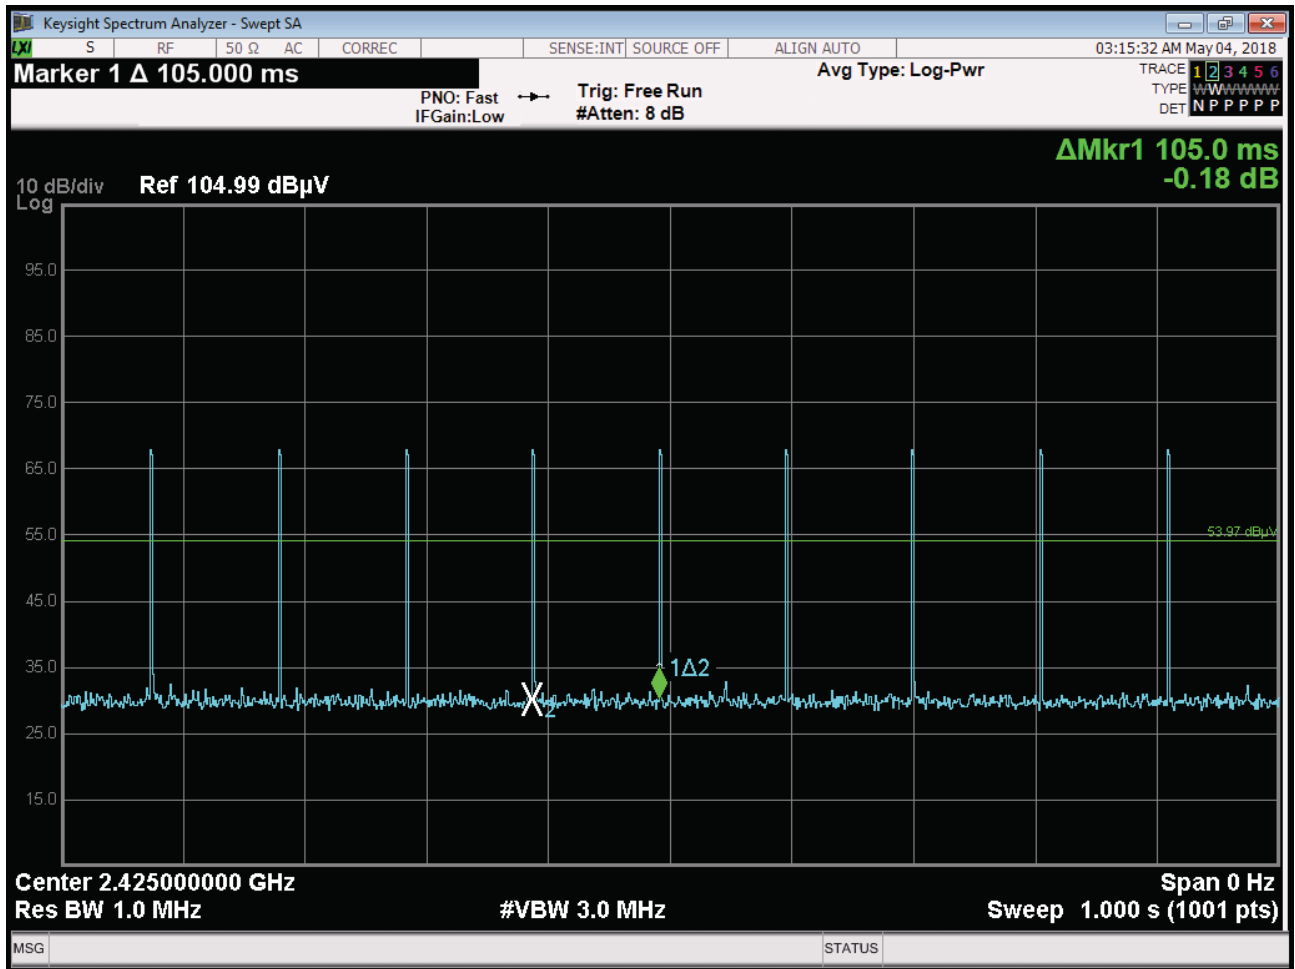 Keysight Spectrum Analyzer - Swept SA
LXI S RF 50 Ω AC CORREC SENSE:INT SOURCE OFF ALIGN AUTO 03:15:32 AM May 04, 2018
Marker 1 Δ 105.000 ms
PNO: Fast
IFGain:Low
Trig: Free Run
#Atten: 8 dB
Avg Type: Log-Pwr
TRACE 1 2 3 4 5 6
TYPE W W W W W W
DET N P P P P P
ΔMkr1 105.0 ms
-0.18 dB
10 dB/div Ref 104.99 dBµV
Log
95.0
85.0
75.0
65.0
55.0
53.97 dBµV
45.0
35.0
1Δ2
X2
25.0
15.0
Center 2.425000000 GHz Span 0 Hz
Res BW 1.0 MHz #VBW 3.0 MHz Sweep 1.000 s (1001 pts)
MSG STATUS